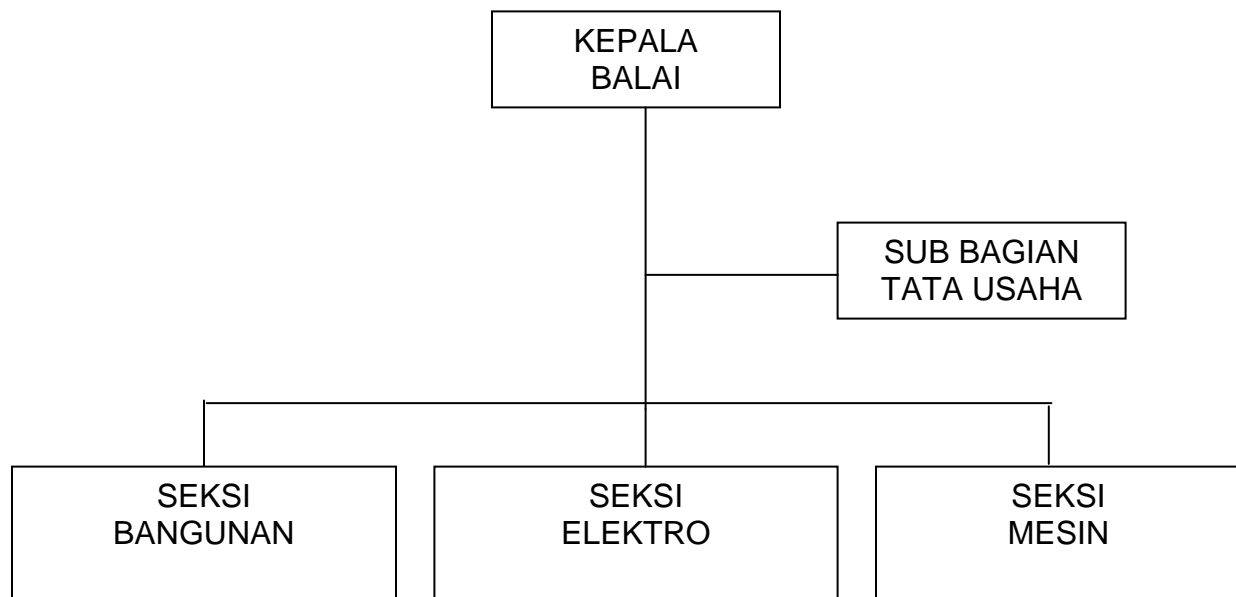 KEPALA
BALAI
SUB BAGIAN
TATA USAHA
SEKSI
BANGUNAN
SEKSI
ELEKTRO
SEKSI
MESIN